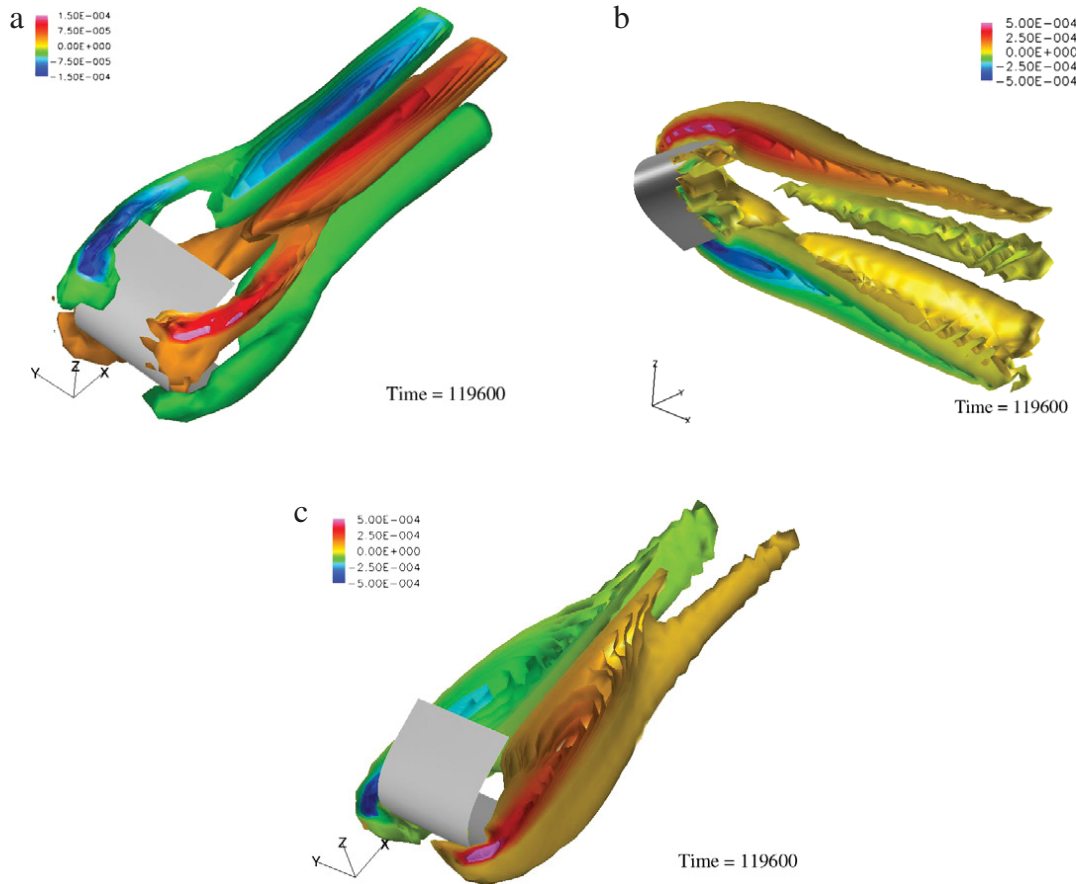 a
1.50E-004
7.50E-005
0.00E+000
-7.50E-005
-1.50E-004
Y
Z
X
Time = 119600
b
5.00E-004
2.50E-004
0.00E+000
-2.50E-004
-5.00E-004
Z
Y
X
Time = 119600
c
5.00E-004
2.50E-004
0.00E+000
-2.50E-004
-5.00E-004
Y
Z
X
Time = 119600